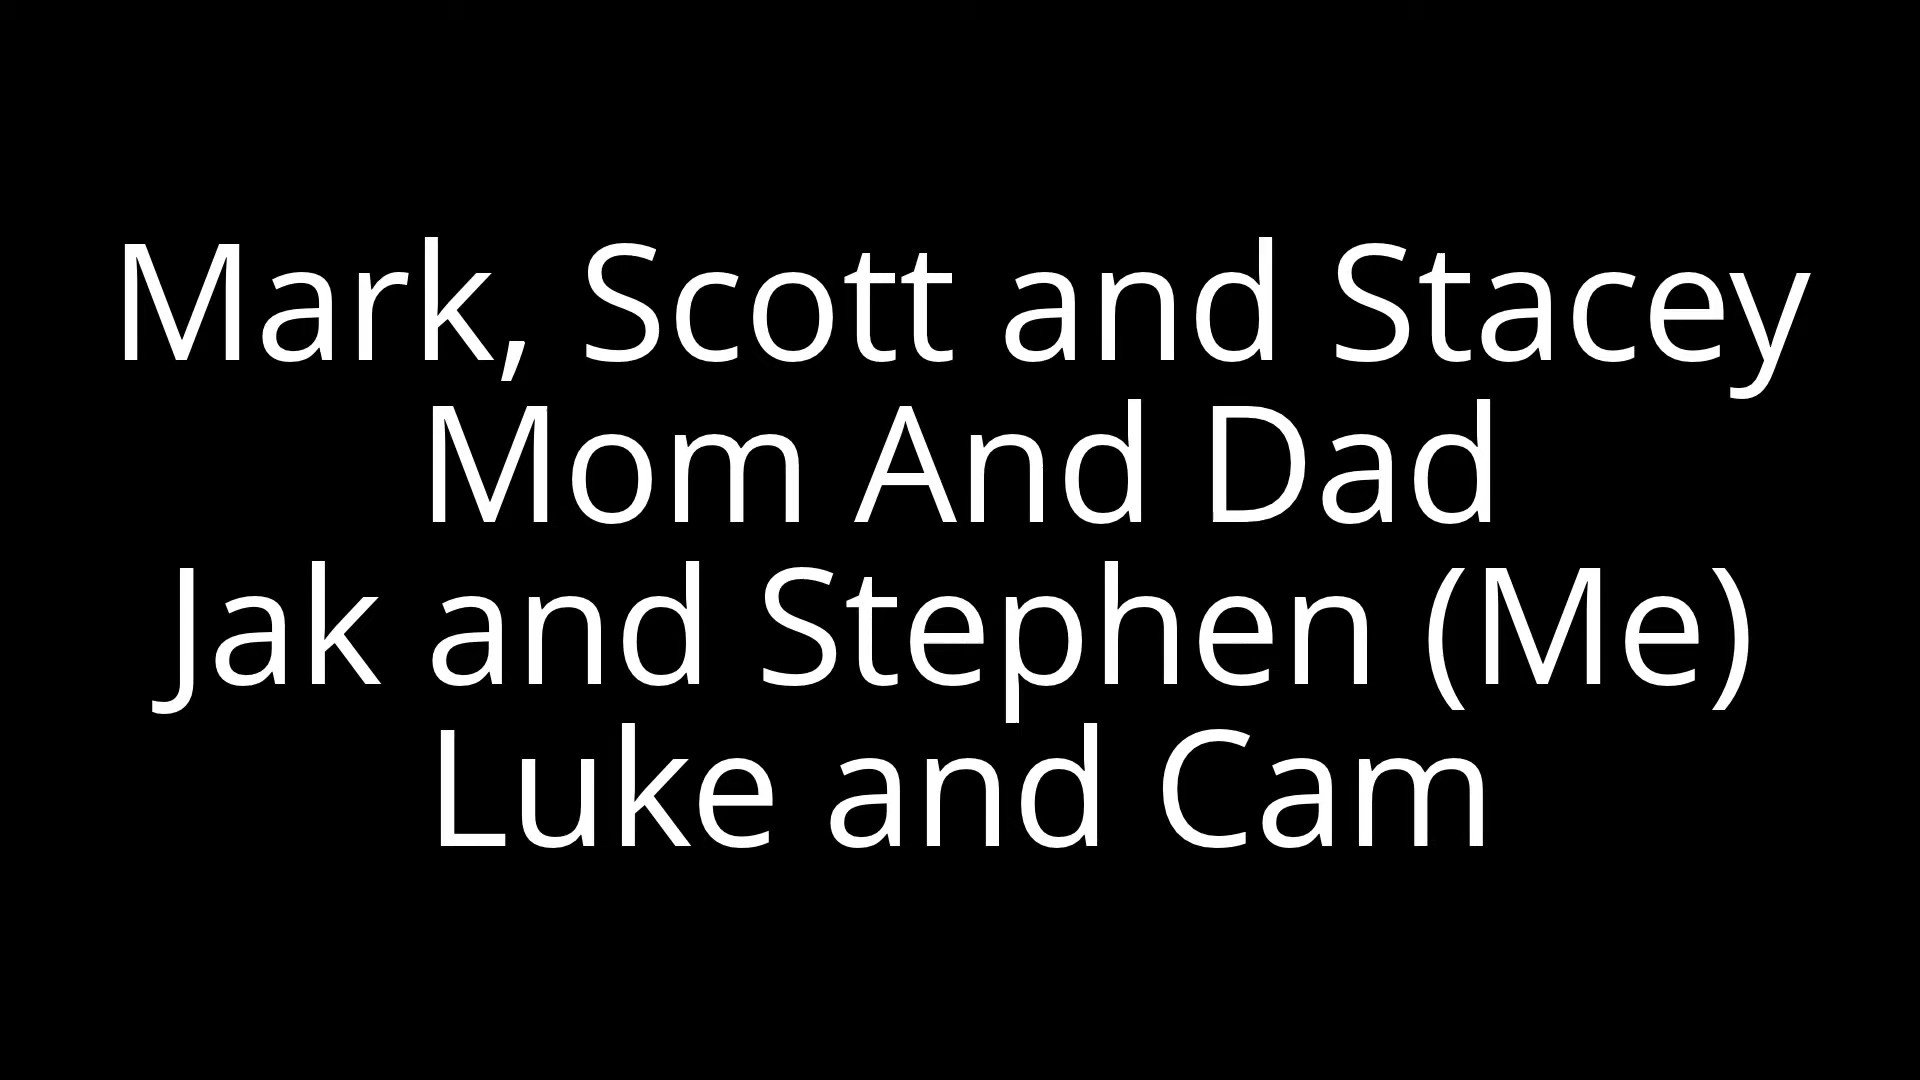 Mark, Scott and Stacey
Mom And Dad
Jak and Stephen (Me)
Luke and Cam